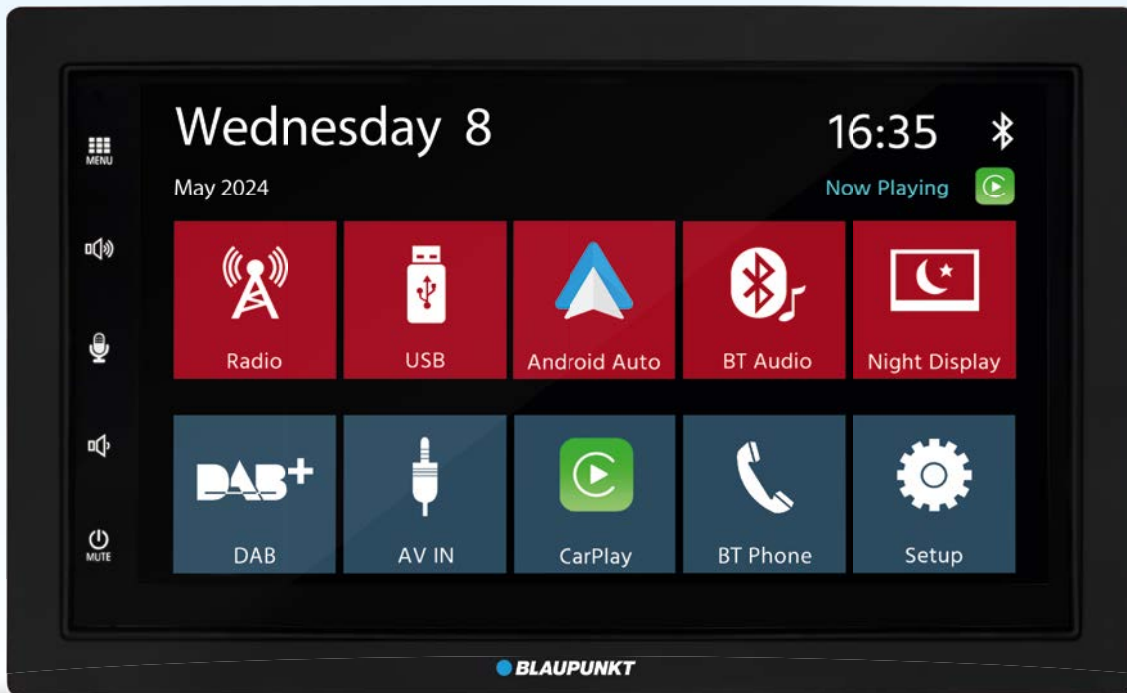 Wednesday 8
16:35
May 2024
Now Playing
MENU
Radio
USB
Android Auto
BT Audio
Night Display
DAB+
DAB
AV IN
CarPlay
BT Phone
Setup
MUTE
BLAUPUNKT